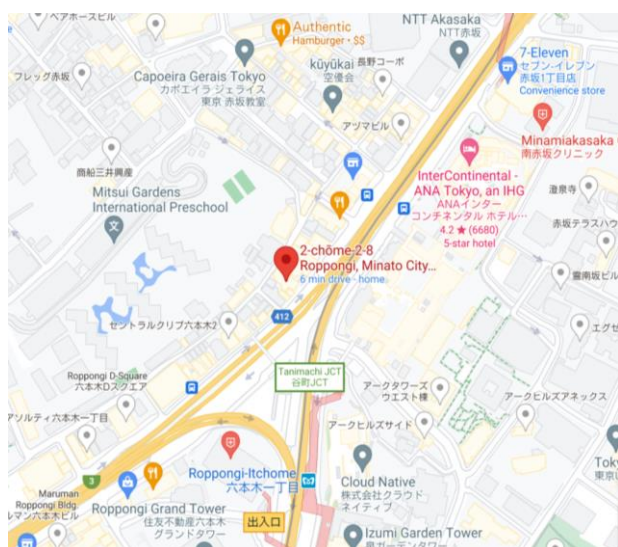 ベアホースビル
Authentic
Hamburger • $$
NTT Akasaka
NTT赤坂
kūyūkai
空優会
長野コーポ
7-Eleven
セブン-イレブン
赤坂1丁目店
Convenience store
フレッグ赤坂
Capoeira Gerais Tokyo
カポエイラ ジェライス
東京 赤坂教室
アヅマビル
Minamiakasaka
南赤坂クリニック
商船三井興産
InterContinental -
ANA Tokyo, an IHG
ANAインター
コンチネンタル ホテル…
4.2 ★ (6680)
5-star hotel
澄泉寺
Mitsui Gardens
International Preschool
赤坂テラスハウ
2-chōme-2-8
Roppongi, Minato City...
6 min drive - home
霊南坂ビル
412
セントラルクリブ六本木2
エグゼ
Tanimachi JCT
谷町JCT
Roppongi D-Square
六本木Dスクエア
アークタワーズ
ウエスト棟
アークヒルズアネックス
アソルティ六本木一丁目
アークヒルズサイド
Roppongi-Itchome
六本木一丁目
3
Maruman
Roppongi Bldg.
ルマン六本木ビル
Cloud Native
株式会社クラウド
ネイティブ
Roppongi Grand Tower
住友不動産六本木
グランドタワー
出入口
Izumi Garden Tower